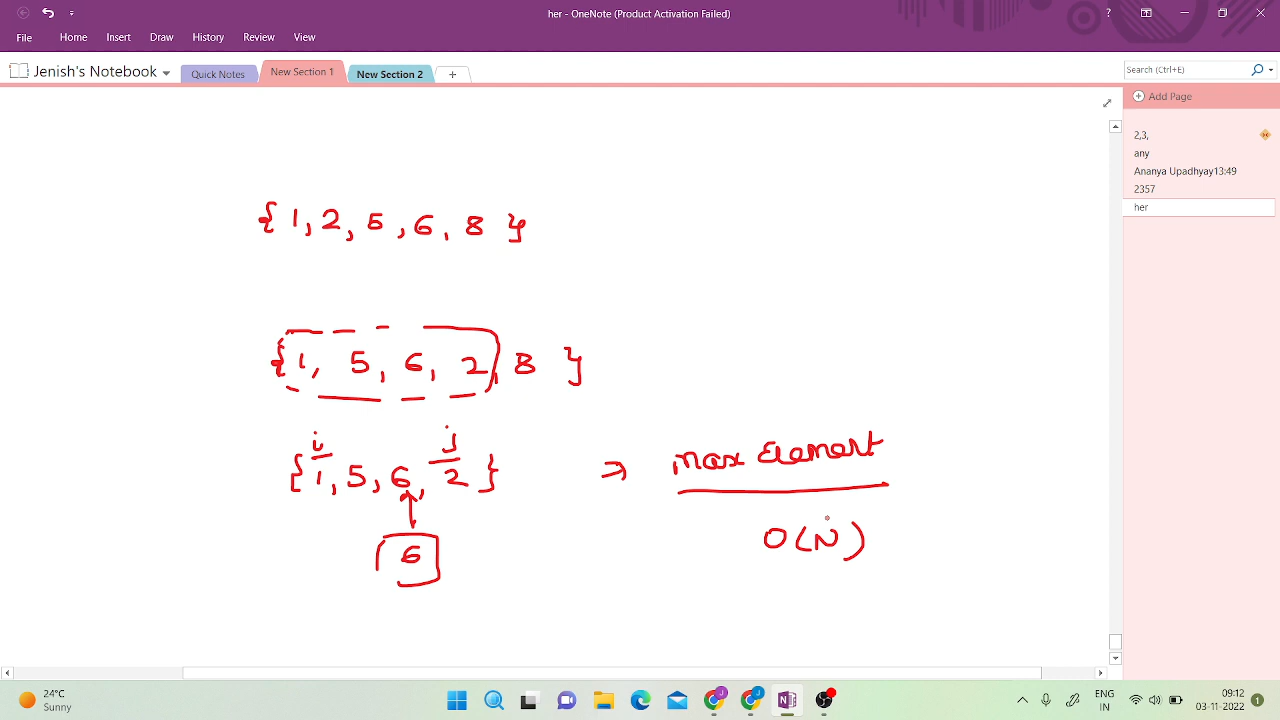 her - OneNote (Product Activation Failed)
File Home Insert Draw History Review View
Jenish's Notebook Quick Notes New Section 1 New Section 2 +
Search (Ctrl+E)
Add Page
2,3,
any
Ananya Upadhyay13:49
2357
her
{ 1, 2, 5, 6, 8 }
{ 1, 5, 6, 2, 8 }
i j
{ 1, 5, 6, 2 } ⇒ Max Element
6
O(N)
24°C
Sunny
ENG
IN
08:12
03-11-2022
1